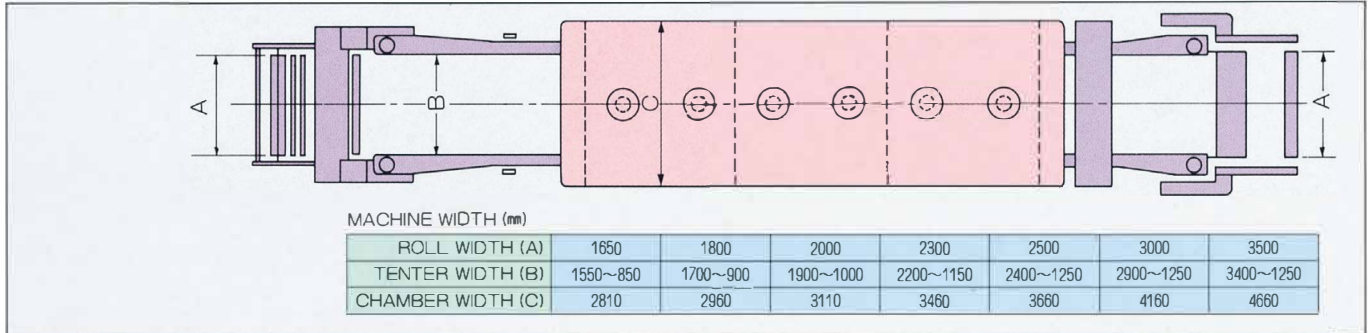 A
B
C
A
MACHINE WIDTH (㎜)
ROLL WIDTH (A) 1650 1800 2000 2300 2500 3000 3500
TENTER WIDTH (B) 1550～850 1700～900 1900～1000 2200～1150 2400～1250 2900～1250 3400～1250
CHAMBER WIDTH (C) 2810 2960 3110 3460 3660 4160 4660